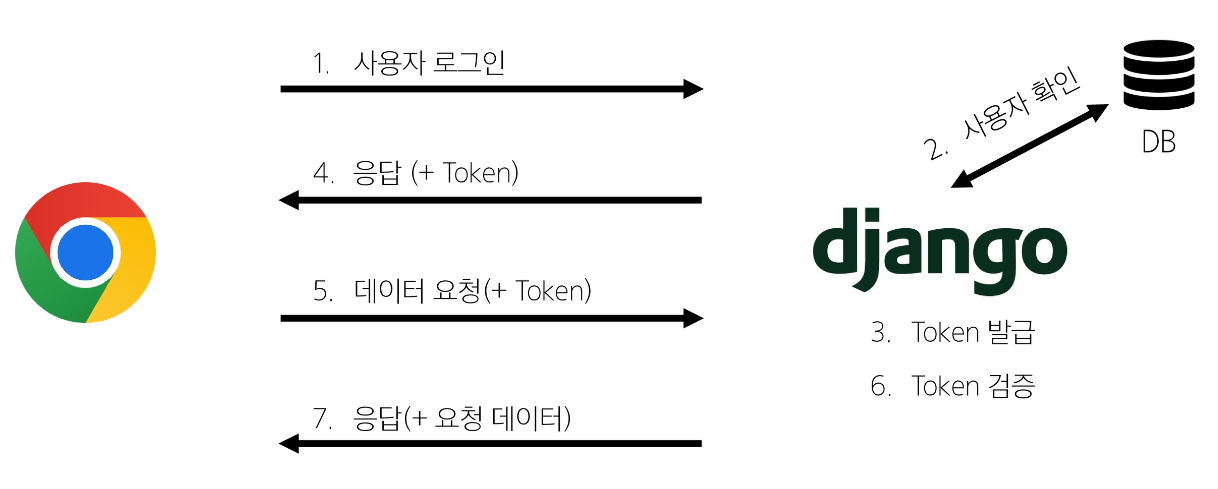 1. 사용자 로그인
2. 사용자 확인
DB
4. 응답 (+ Token)
django
5. 데이터 요청(+ Token)
3. Token 발급
6. Token 검증
7. 응답(+ 요청 데이터)